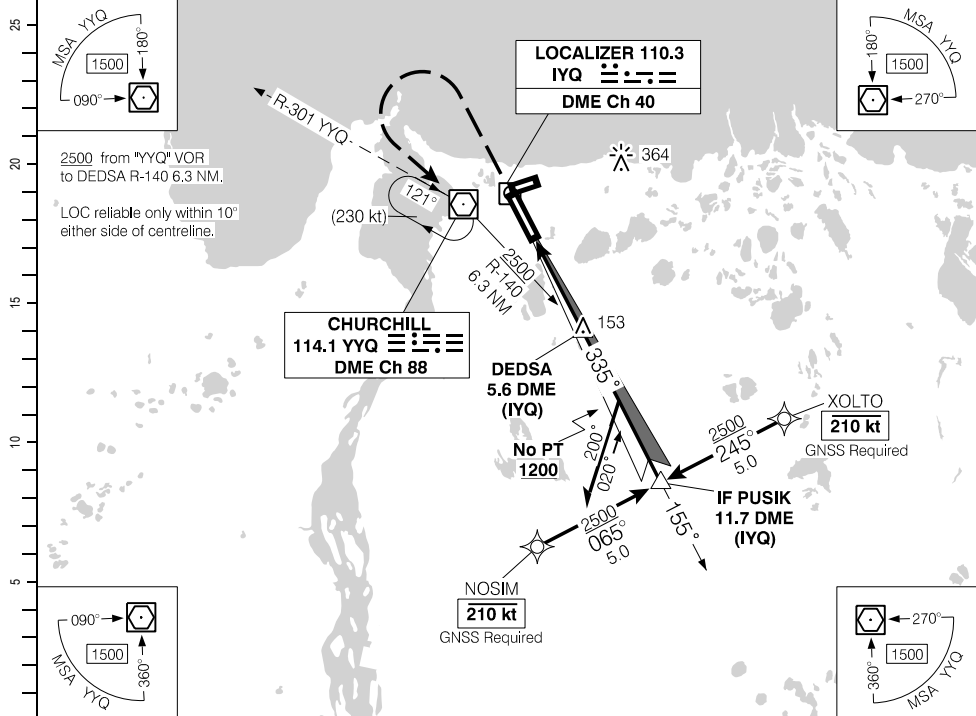 25
20
15
10
5
MSA YYQ
1500
180°
090°
MSA YYQ
1500
180°
270°
LOCALIZER 110.3
IYQ
DME Ch 40
R-301 YYQ
2500 from "YYQ" VOR
to DEDSA R-140 6.3 NM.
LOC reliable only within 10°
either side of centreline.
364
121°
(230 kt)
2500
R-140
6.3 NM
CHURCHILL
114.1 YYQ
DME Ch 88
153
DEDSA
5.6 DME
(IYQ)
335°
No PT
1200
200°
020°
XOLTO
210 kt
GNSS Required
2500
245°
5.0
IF PUSIK
11.7 DME
(IYQ)
155°
2500
065°
5.0
NOSIM
210 kt
GNSS Required
090°
1500
360°
MSA YYQ
270°
1500
360°
MSA YYQ